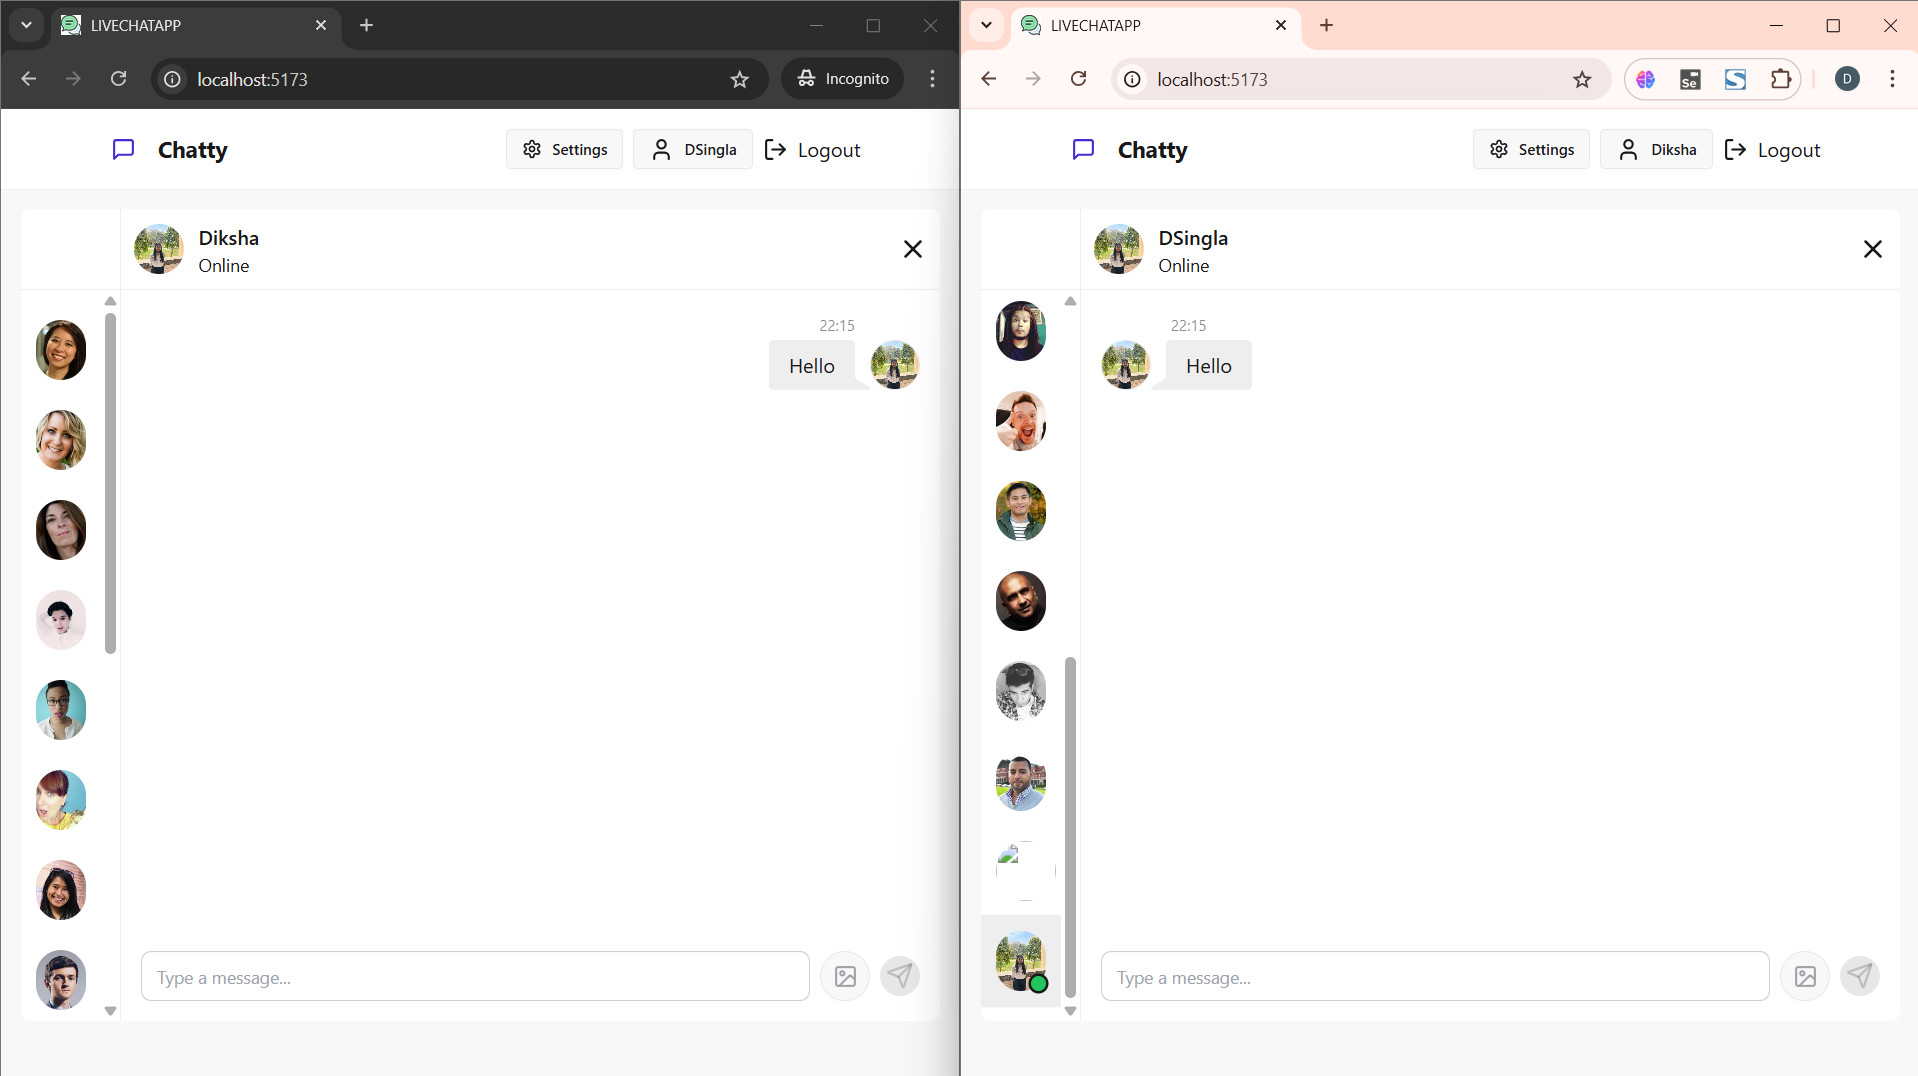 LIVECHATAPP
localhost:5173
Incognito
Chatty
Settings
DSingla
Logout
Diksha
Online
22:15
Hello
Type a message...
LIVECHATAPP
localhost:5173
Se
S
D
Chatty
Settings
Diksha
Logout
DSingla
Online
22:15
Hello
Type a message...